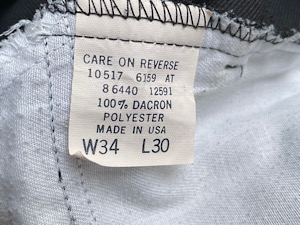 CARE ON REVERSE
10517 6159 AT
86440 12591
100% DACRON
POLYESTER
MADE IN USA
W34 L30